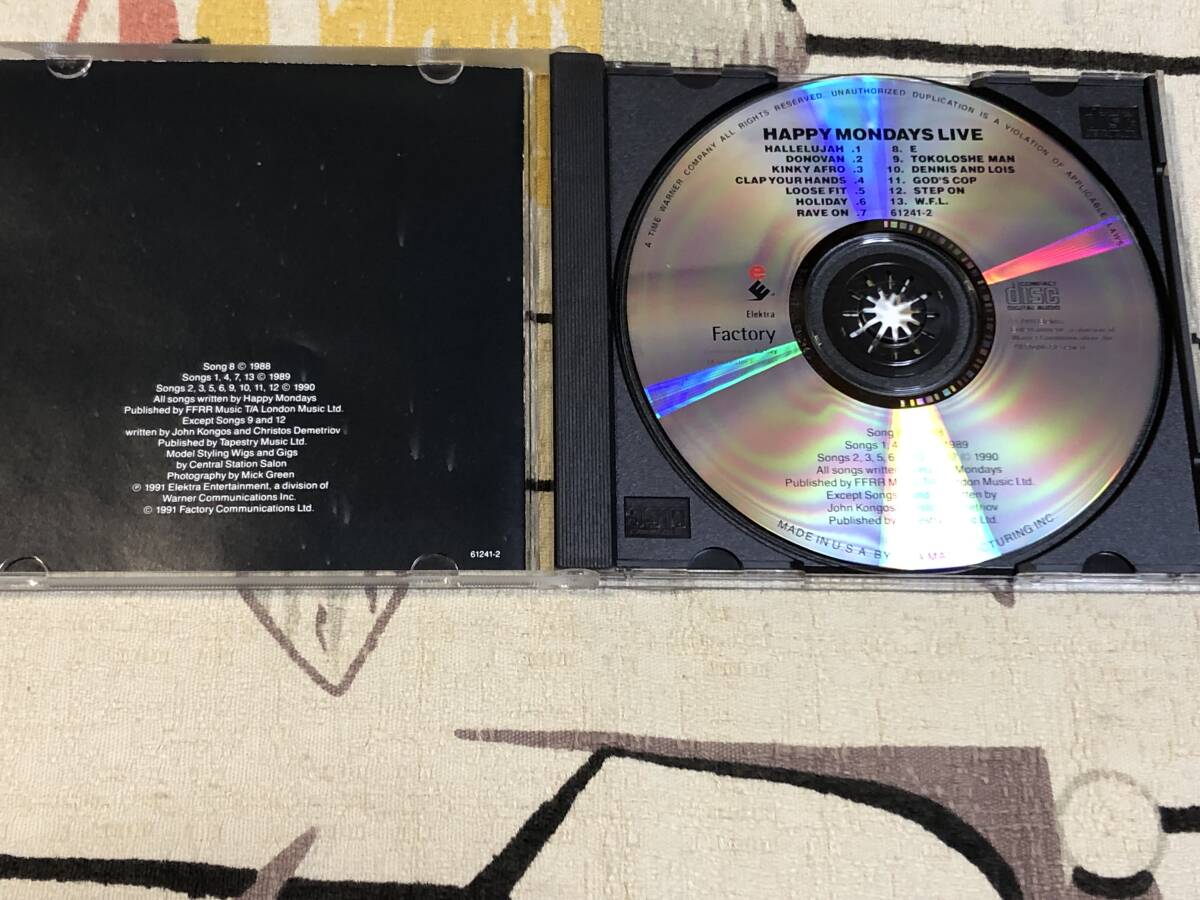 Song 8 © 1988
Songs 1, 4, 7, 13 © 1989
Songs 2, 3, 5, 6, 9, 10, 11, 12 © 1990
All songs written by Happy Mondays
Published by FFRR Music T/A London Music Ltd.
Except Songs 9 and 12
written by John Kongos and Christos Demetriov
Published by Tapestry Music Ltd.
Model Styling Wigs and Gigs
by Central Station Salon
Photography by Mick Green
℗ 1991 Elektra Entertainment, a division of
Warner Communications Inc.
© 1991 Factory Communications Ltd.
61241-2
A TIME WARNER COMPANY ALL RIGHTS RESERVED. UNAUTHORIZED DUPLICATION IS A VIOLATION OF APPLICABLE LAWS
HAPPY MONDAYS LIVE
HALLELUJAH .1
DONOVAN .2
KINKY AFRO .3
CLAP YOUR HANDS .4
LOOSE FIT .5
HOLIDAY .6
RAVE ON .7
8. E
9. TOKOLOSHE MAN
10. DENNIS AND LOIS
11. GOD'S COP
12. STEP ON
13. W.F.L.
61241-2
Elektra
Factory
COMPACT
disc
DIGITAL AUDIO
Song
Songs 1, 4 1989
Songs 2, 3, 5, 6 © 1990
All songs Mondays
Published by FFRR London Music Ltd.
Except Songs written by
John Kongos
Published by Ltd.
MADE IN U.S.A. BY